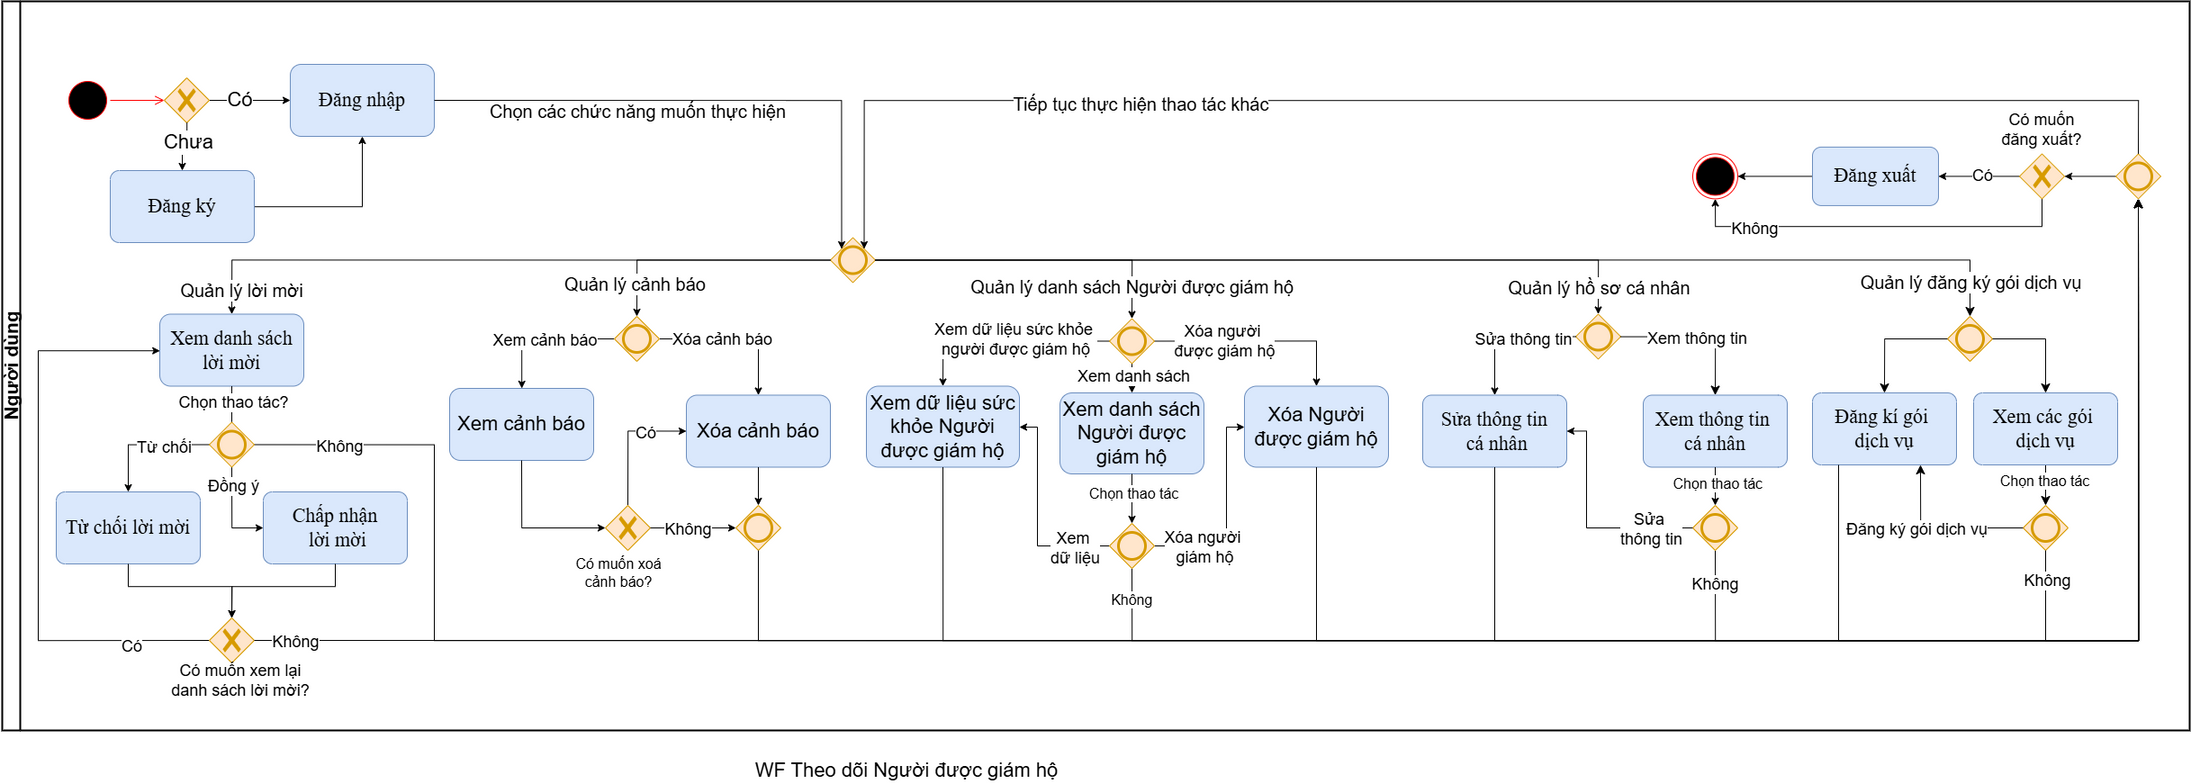 Người dùng
Có
Đăng nhập
Chưa
Đăng ký
Chọn các chức năng muốn thực hiện
Tiếp tục thực hiện thao tác khác
Có muốn
đăng xuất?
Có
Đăng xuất
Không
Quản lý lời mời
Xem danh sách
lời mời
Chọn thao tác?
Từ chối
Không
Đồng ý
Từ chối lời mời
Chấp nhận
lời mời
Có
Không
Có muốn xem lại
danh sách lời mời?
Quản lý cảnh báo
Xem cảnh báo
Xóa cảnh báo
Xem cảnh báo
Xóa cảnh báo
Có
Không
Có muốn xoá
cảnh báo?
Quản lý danh sách Người được giám hộ
Xem dữ liệu sức khỏe
người được giám hộ
Xóa người
được giám hộ
Xem danh sách
Xem dữ liệu sức
khỏe Người
được giám hộ
Xem danh sách
Người được
giám hộ
Xóa Người
được giám hộ
Chọn thao tác
Xem
dữ liệu
Xóa người
giám hộ
Không
Quản lý hồ sơ cá nhân
Sửa thông tin
Xem thông tin
Sửa thông tin
cá nhân
Xem thông tin
cá nhân
Chọn thao tác
Sửa
thông tin
Không
Quản lý đăng ký gói dịch vụ
Đăng kí gói
dịch vụ
Xem các gói
dịch vụ
Chọn thao tác
Đăng ký gói dịch vụ
Không
WF Theo dõi Người được giám hộ